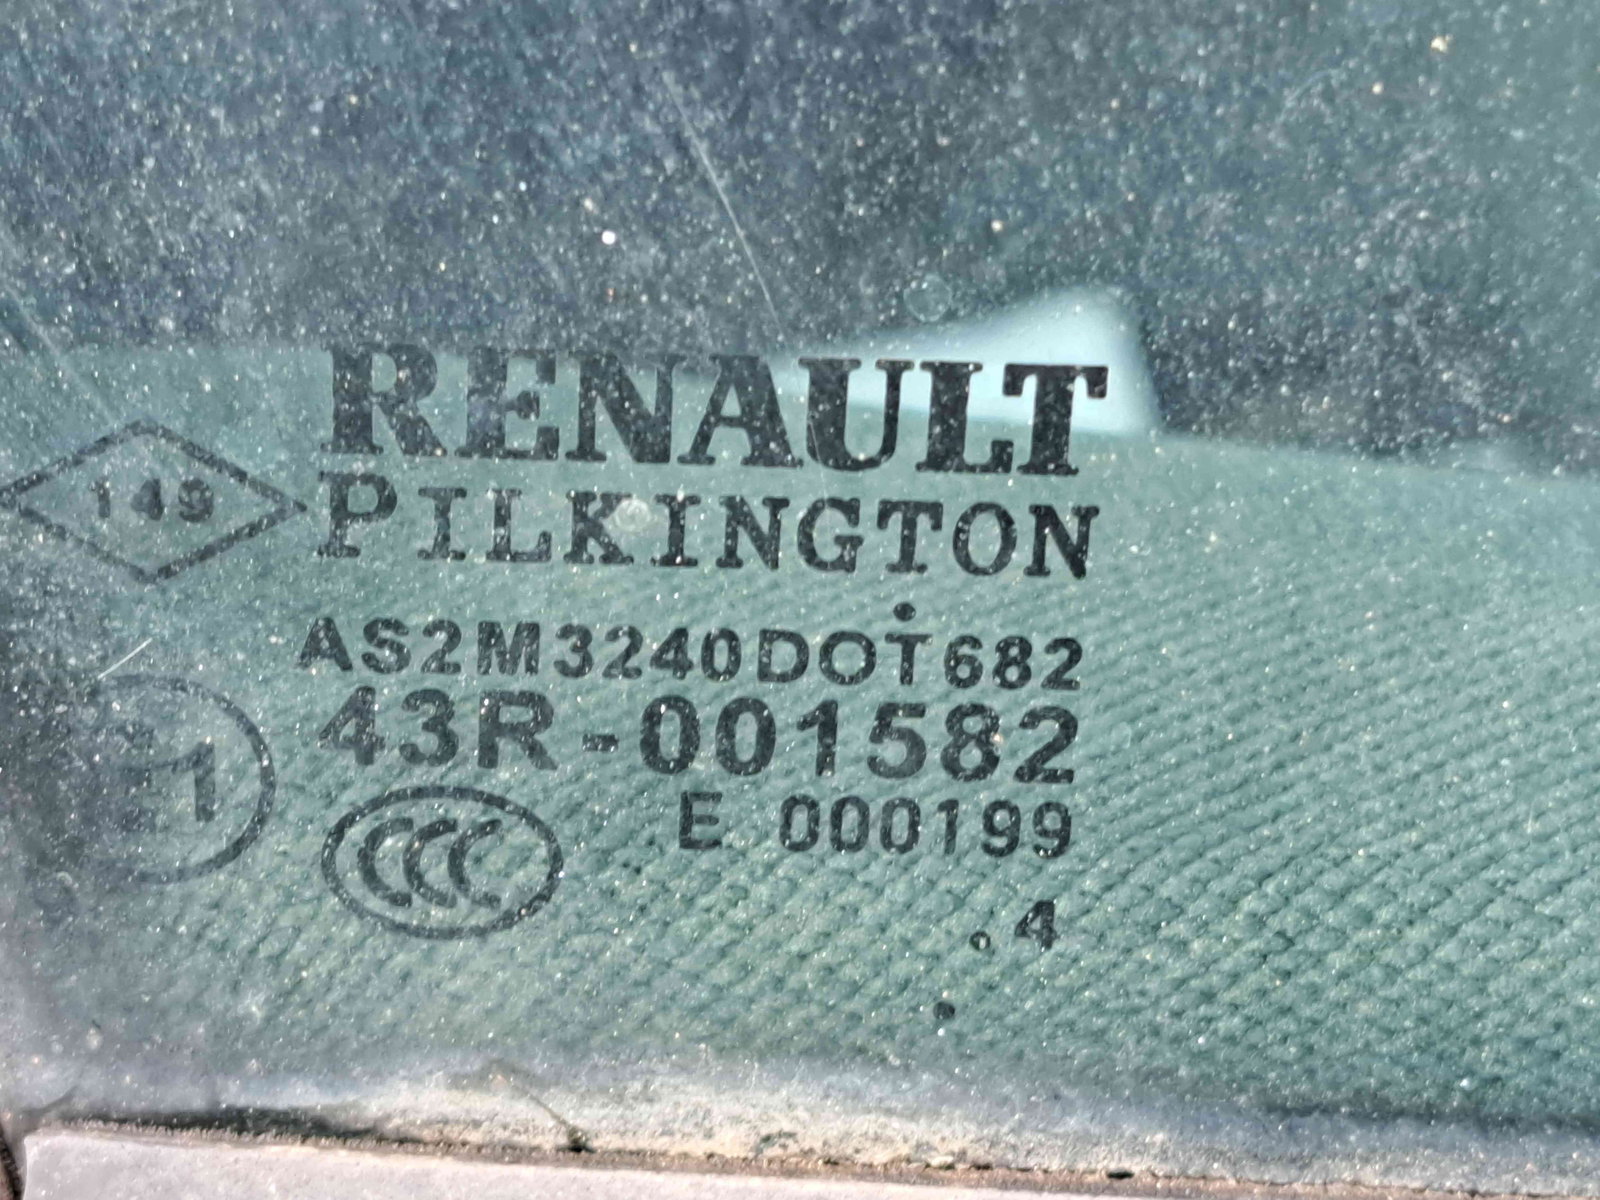 RENAULT
149
PILKINGTON
AS2M3240DOT682
43R-001582
E 000199
CCC
.4